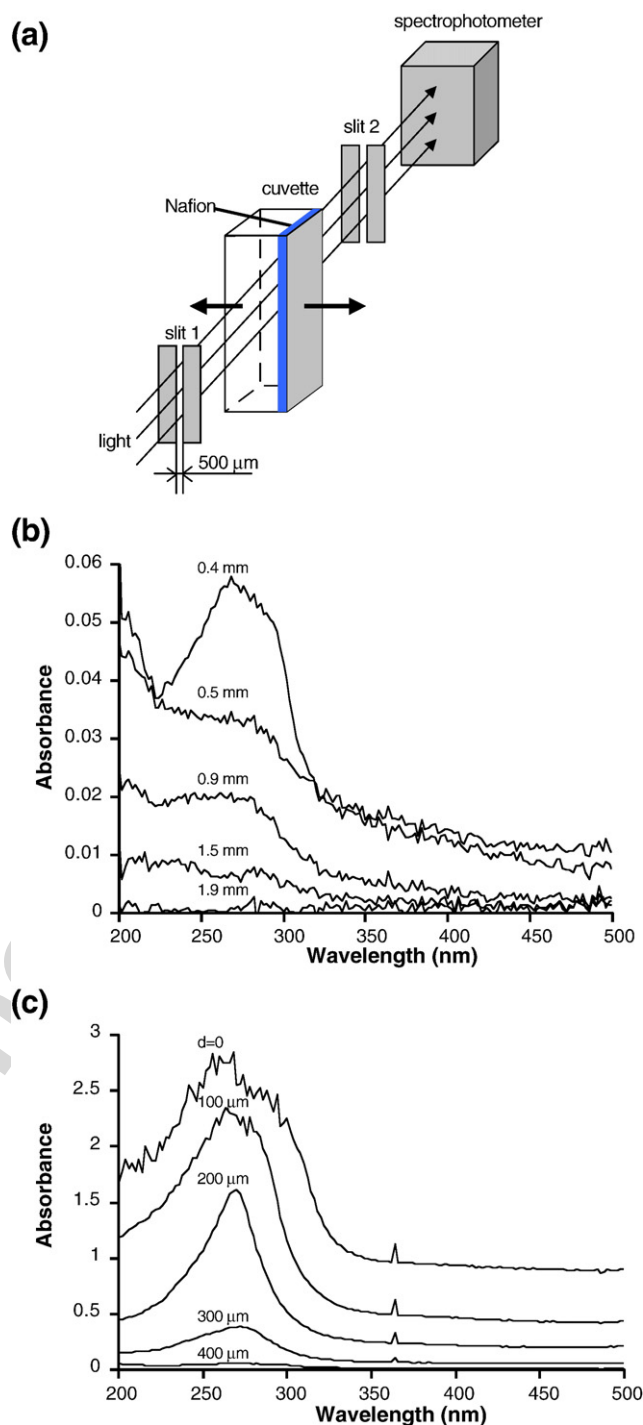 (a)
spectrophotometer
slit 2
cuvette
Nafion
slit 1
light
500 μm
(b)
0.06
0.05
0.04
0.03
0.02
0.01
0
Absorbance
0.4 mm
0.5 mm
0.9 mm
1.5 mm
1.9 mm
200 250 300 350 400 450 500
Wavelength (nm)
(c)
3
2.5
2
1.5
1
0.5
0
Absorbance
d=0
100 μm
200 μm
300 μm
400 μm
200 250 300 350 400 450 500
Wavelength (nm)